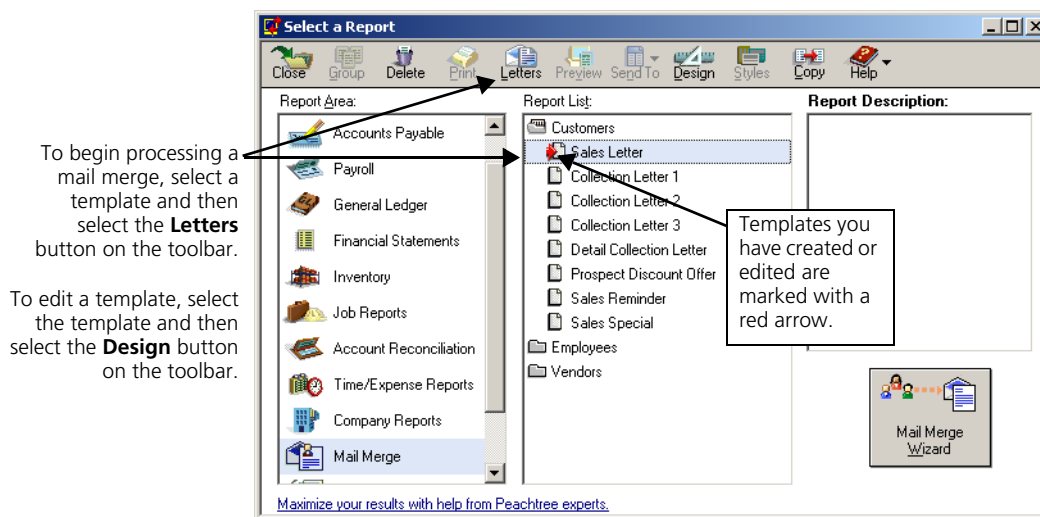 Select a Report
Close Group Delete Print Letters Preview Send To Design Styles Copy Help
Report Area:
Report List:
Report Description:
Accounts Payable
Payroll
General Ledger
Financial Statements
Inventory
Job Reports
Account Reconciliation
Time/Expense Reports
Company Reports
Mail Merge
Customers
Sales Letter
Collection Letter 1
Collection Letter 2
Collection Letter 3
Detail Collection Letter
Prospect Discount Offer
Sales Reminder
Sales Special
Employees
Vendors
Mail Merge
Wizard
Maximize your results with help from Peachtree experts.
To begin processing a
mail merge, select a
template and then
select the Letters
button on the toolbar.
To edit a template, select
the template and then
select the Design button
on the toolbar.
Templates you
have created or
edited are
marked with a
red arrow.